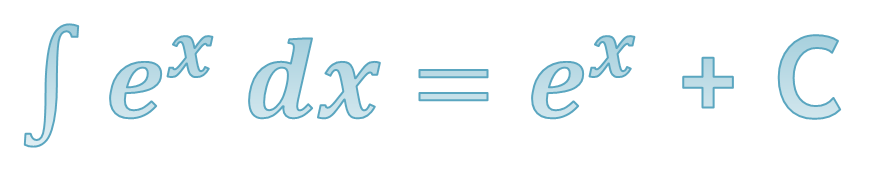 ∫ eˣ dx = eˣ + C